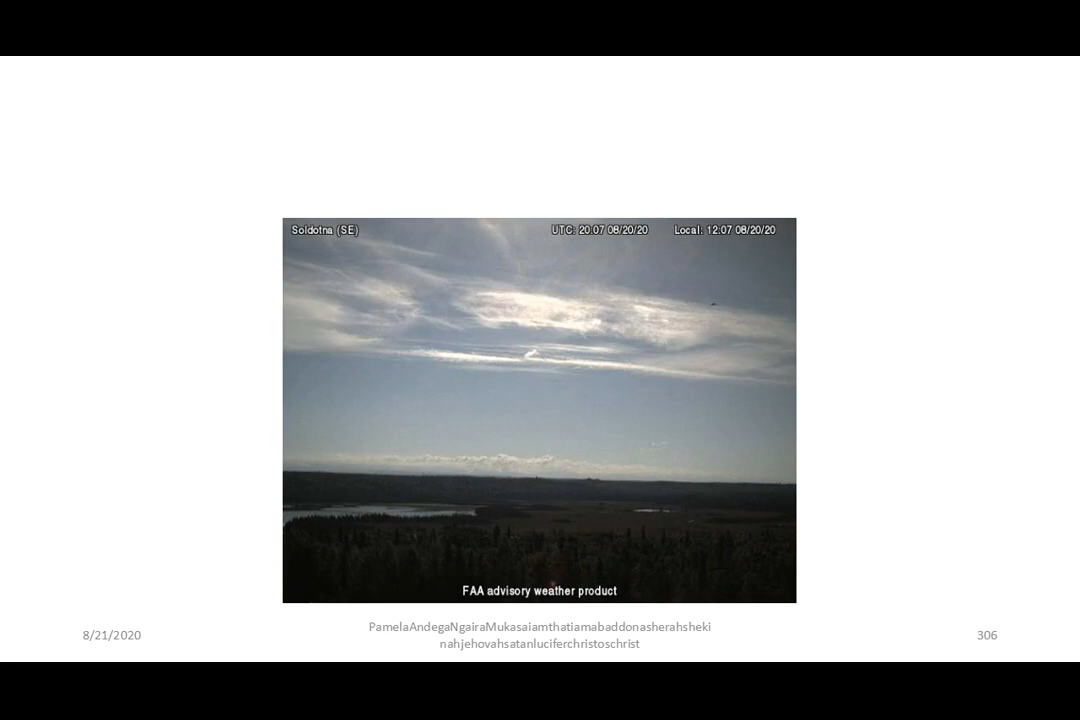 Soldotna (SE) UTC: 20:07 08/20/20 Local: 12:07 08/20/20
FAA advisory weather product
8/21/2020
PamelaAndegaNgairaMukasaiamthatiamabaddonasherahsheki
nahjehovahsatanluciferchristoschrist
306